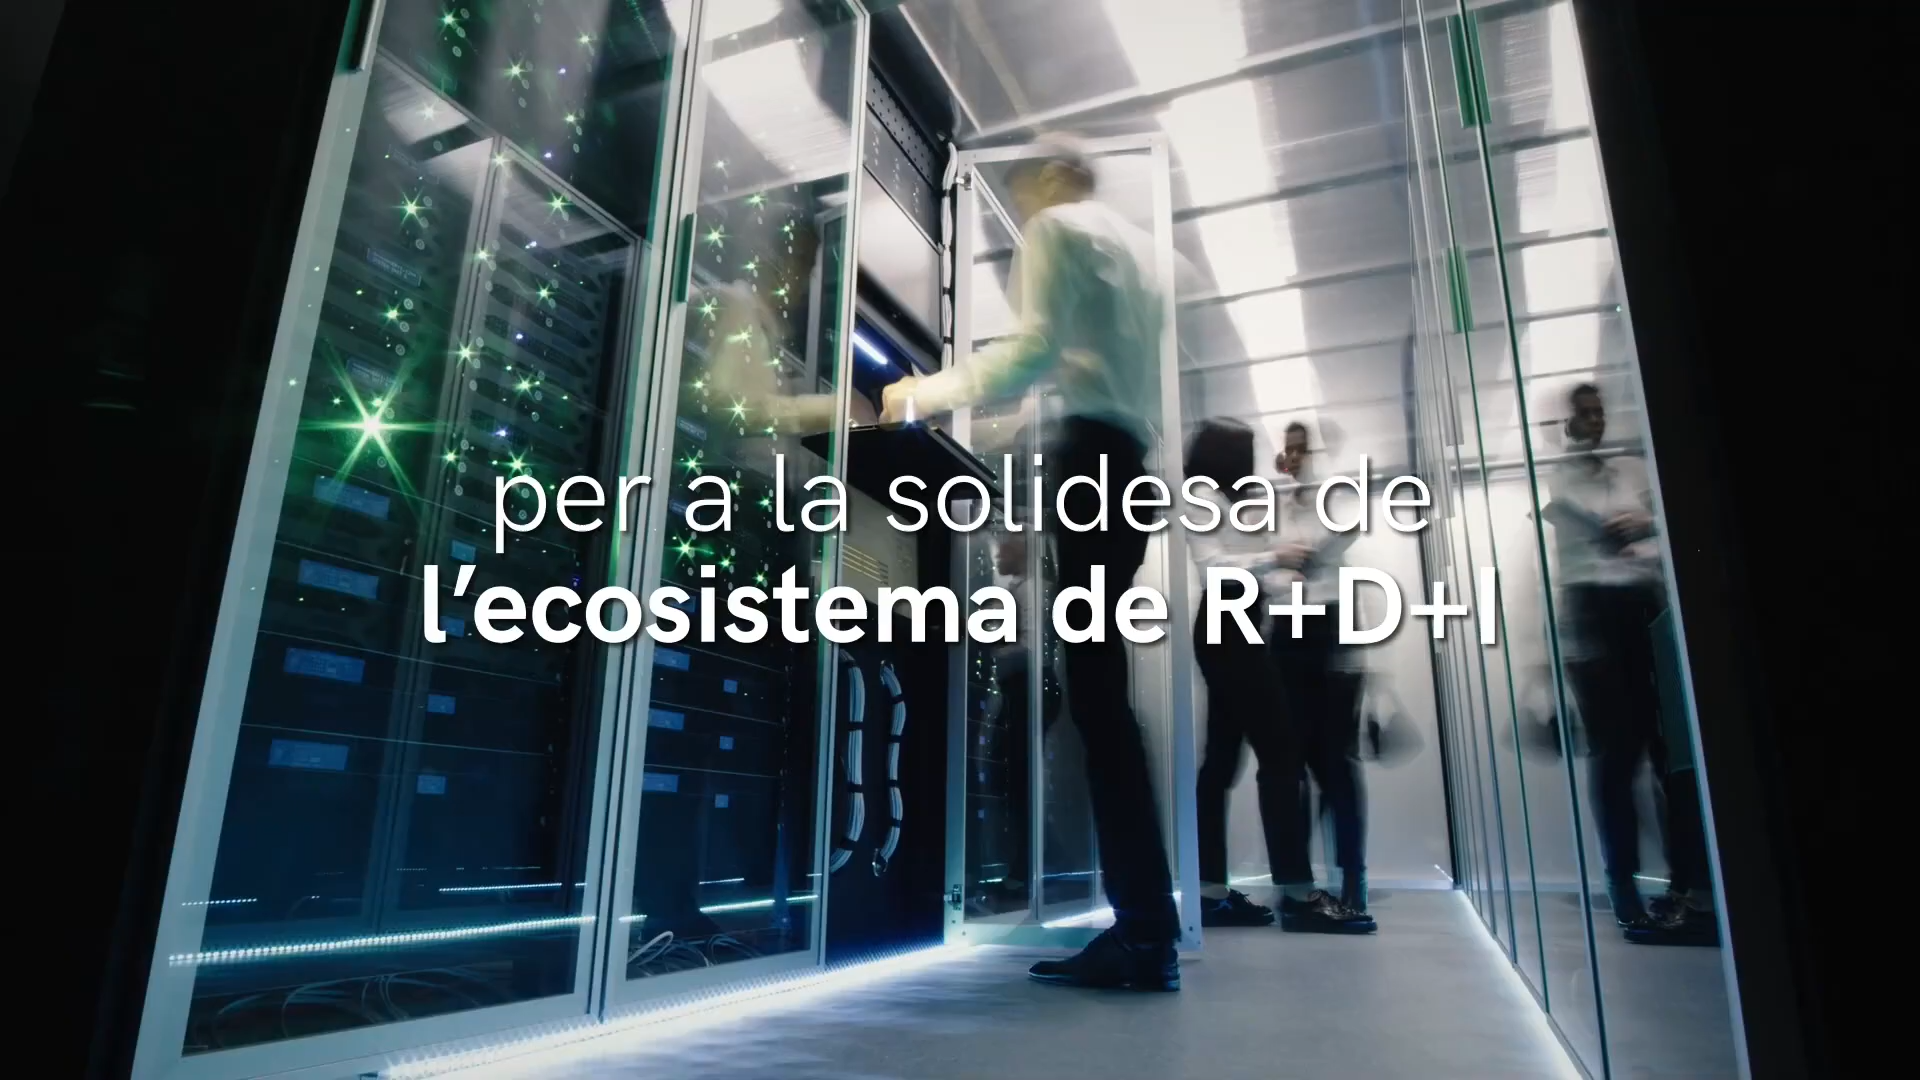 per a la solidesa de
l’ecosistema de R+D+I